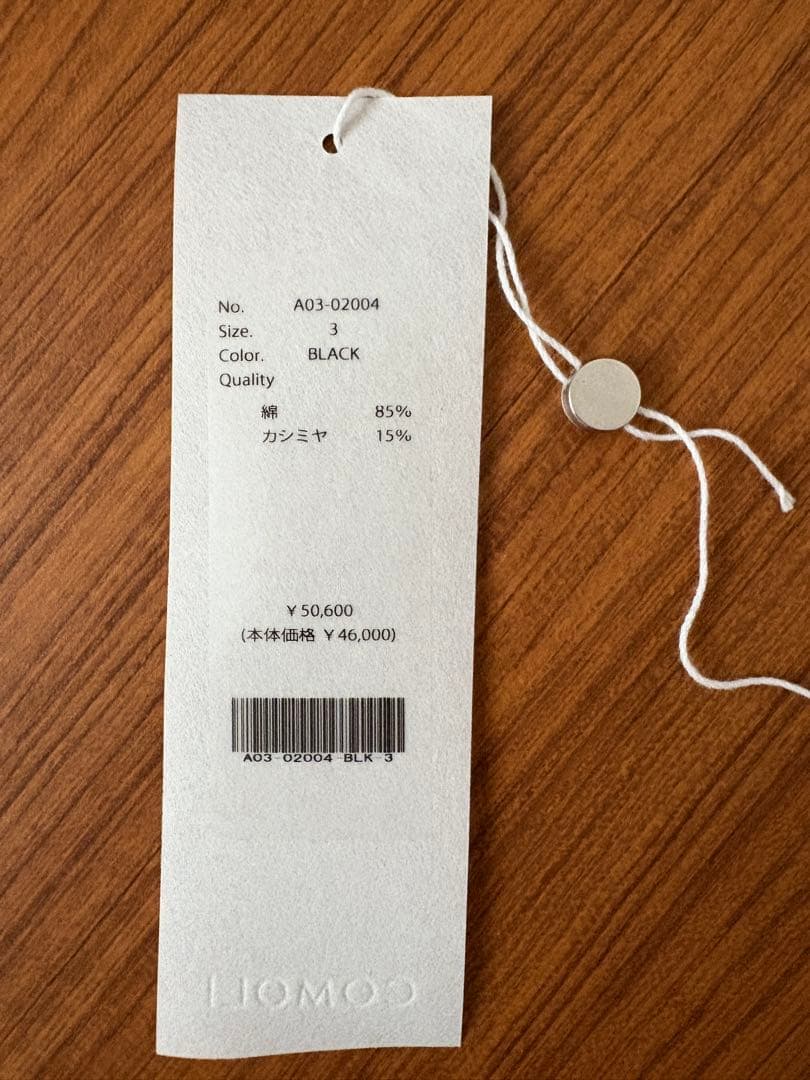 No. A03-02004
Size. 3
Color. BLACK
Quality
綿 85%
カシミヤ 15%
￥50,600
(本体価格 ￥46,000)
A03-02004-BLK-3
COMOLI